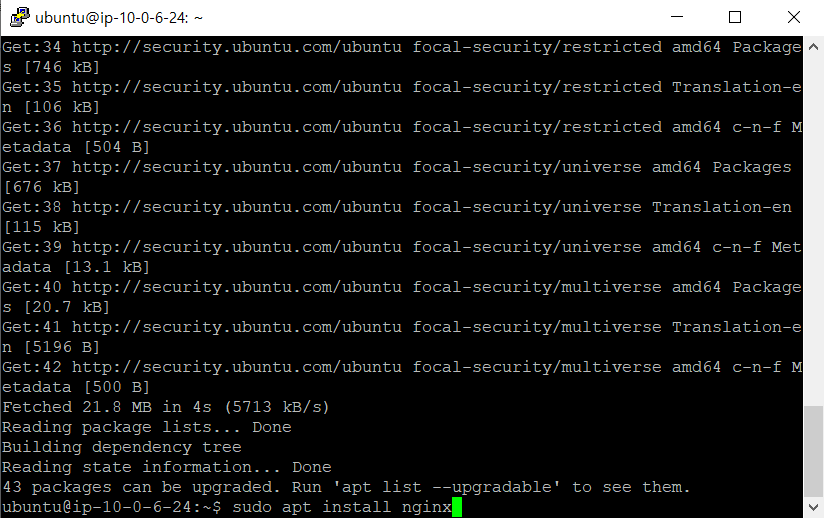 ubuntu@ip-10-0-6-24: ~
Get:34 http://security.ubuntu.com/ubuntu focal-security/restricted amd64 Package
s [746 kB]
Get:35 http://security.ubuntu.com/ubuntu focal-security/restricted Translation-e
n [106 kB]
Get:36 http://security.ubuntu.com/ubuntu focal-security/restricted amd64 c-n-f M
etadata [504 B]
Get:37 http://security.ubuntu.com/ubuntu focal-security/universe amd64 Packages
[676 kB]
Get:38 http://security.ubuntu.com/ubuntu focal-security/universe Translation-en
[115 kB]
Get:39 http://security.ubuntu.com/ubuntu focal-security/universe amd64 c-n-f Met
adata [13.1 kB]
Get:40 http://security.ubuntu.com/ubuntu focal-security/multiverse amd64 Package
s [20.7 kB]
Get:41 http://security.ubuntu.com/ubuntu focal-security/multiverse Translation-e
n [5196 B]
Get:42 http://security.ubuntu.com/ubuntu focal-security/multiverse amd64 c-n-f M
etadata [500 B]
Fetched 21.8 MB in 4s (5713 kB/s)
Reading package lists... Done
Building dependency tree
Reading state information... Done
43 packages can be upgraded. Run 'apt list --upgradable' to see them.
ubuntu@ip-10-0-6-24:~$ sudo apt install nginx